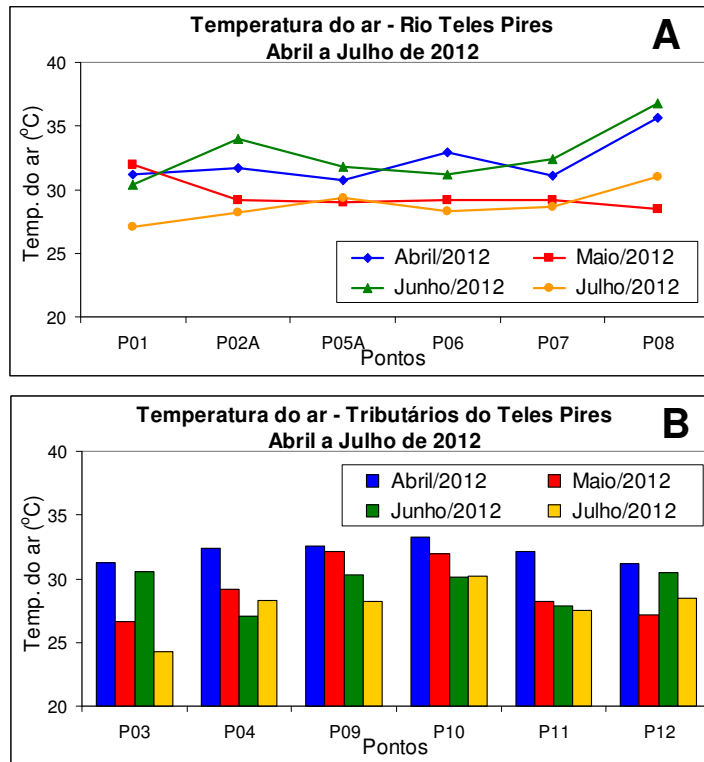 Temperatura do ar - Rio Teles Pires
Abril a Julho de 2012
A
40
35
30
25
20
Temp. do ar (ºC)
Abril/2012 Maio/2012
Junho/2012 Julho/2012
P01 P02A P05A P06 P07 P08
Pontos
Temperatura do ar - Tributários do Teles Pires
Abril a Julho de 2012
B
40
35
30
25
20
Temp. do ar (ºC)
Abril/2012 Maio/2012
Junho/2012 Julho/2012
P03 P04 P09 P10 P11 P12
Pontos